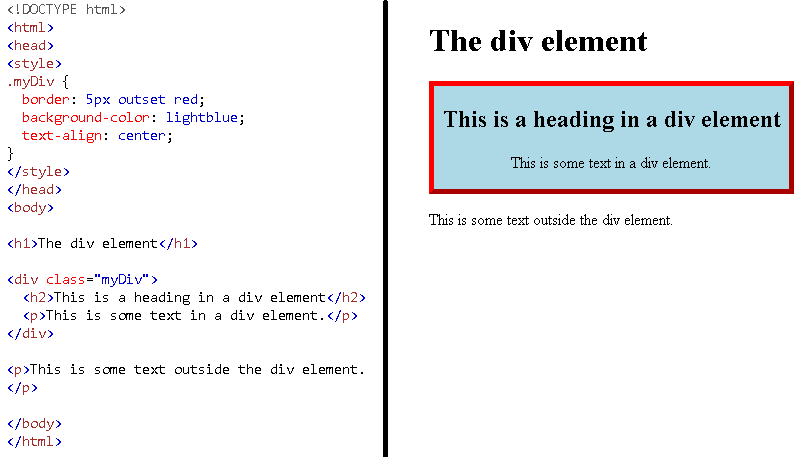 <!DOCTYPE html>
<html>
<head>
<style>
.myDiv {
  border: 5px outset red;
  background-color: lightblue;
  text-align: center;
}
</style>
</head>
<body>

<h1>The div element</h1>

<div class="myDiv">
  <h2>This is a heading in a div element</h2>
  <p>This is some text in a div element.</p>
</div>

<p>This is some text outside the div element.
</p>

</body>
</html>
The div element
This is a heading in a div element
This is some text in a div element.
This is some text outside the div element.